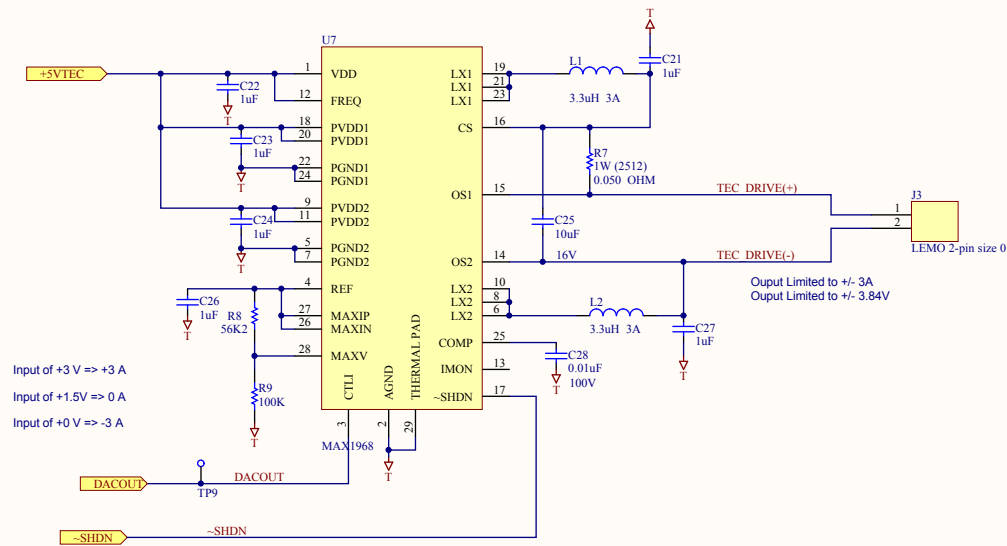 T
U7
+5VTEC
1 VDD
LX1 19
L1
C21
1uF
C22
1uF
LX1 21
12 FREQ
LX1 23
3.3uH 3A
T
18 PVDD1
CS 16
20 PVDD1
C23
1uF
R7
1W (2512)
0.050 OHM
22 PGND1
24 PGND1
T
OS1 15
TEC_DRIVE(+)
J3
9 PVDD2
1
11 PVDD2
2
C24
1uF
C25
10uF
LEMO 2-pin size 0
5 PGND2
7 PGND2
T
OS2 14
16V
TEC_DRIVE(-)
4 REF
LX2 10
Ouput Limited to +/- 3A
LX2 8
Ouput Limited to +/- 3.84V
C26
1uF
R8
56K2
27 MAXIP
26 MAXIN
LX2 6
L2
3.3uH 3A
C27
1uF
T
28 MAXV
COMP 25
C28
0.01uF
100V
T
T
Input of +3 V => +3 A
IMON 13
R9
100K
Input of +1.5V => 0 A
~SHDN 17
Input of +0 V => -3 A
T
CTLI
AGND
THERMAL PAD
3
2
29
MAX1968
T
DACOUT
TP9
DACOUT
~SHDN
~SHDN